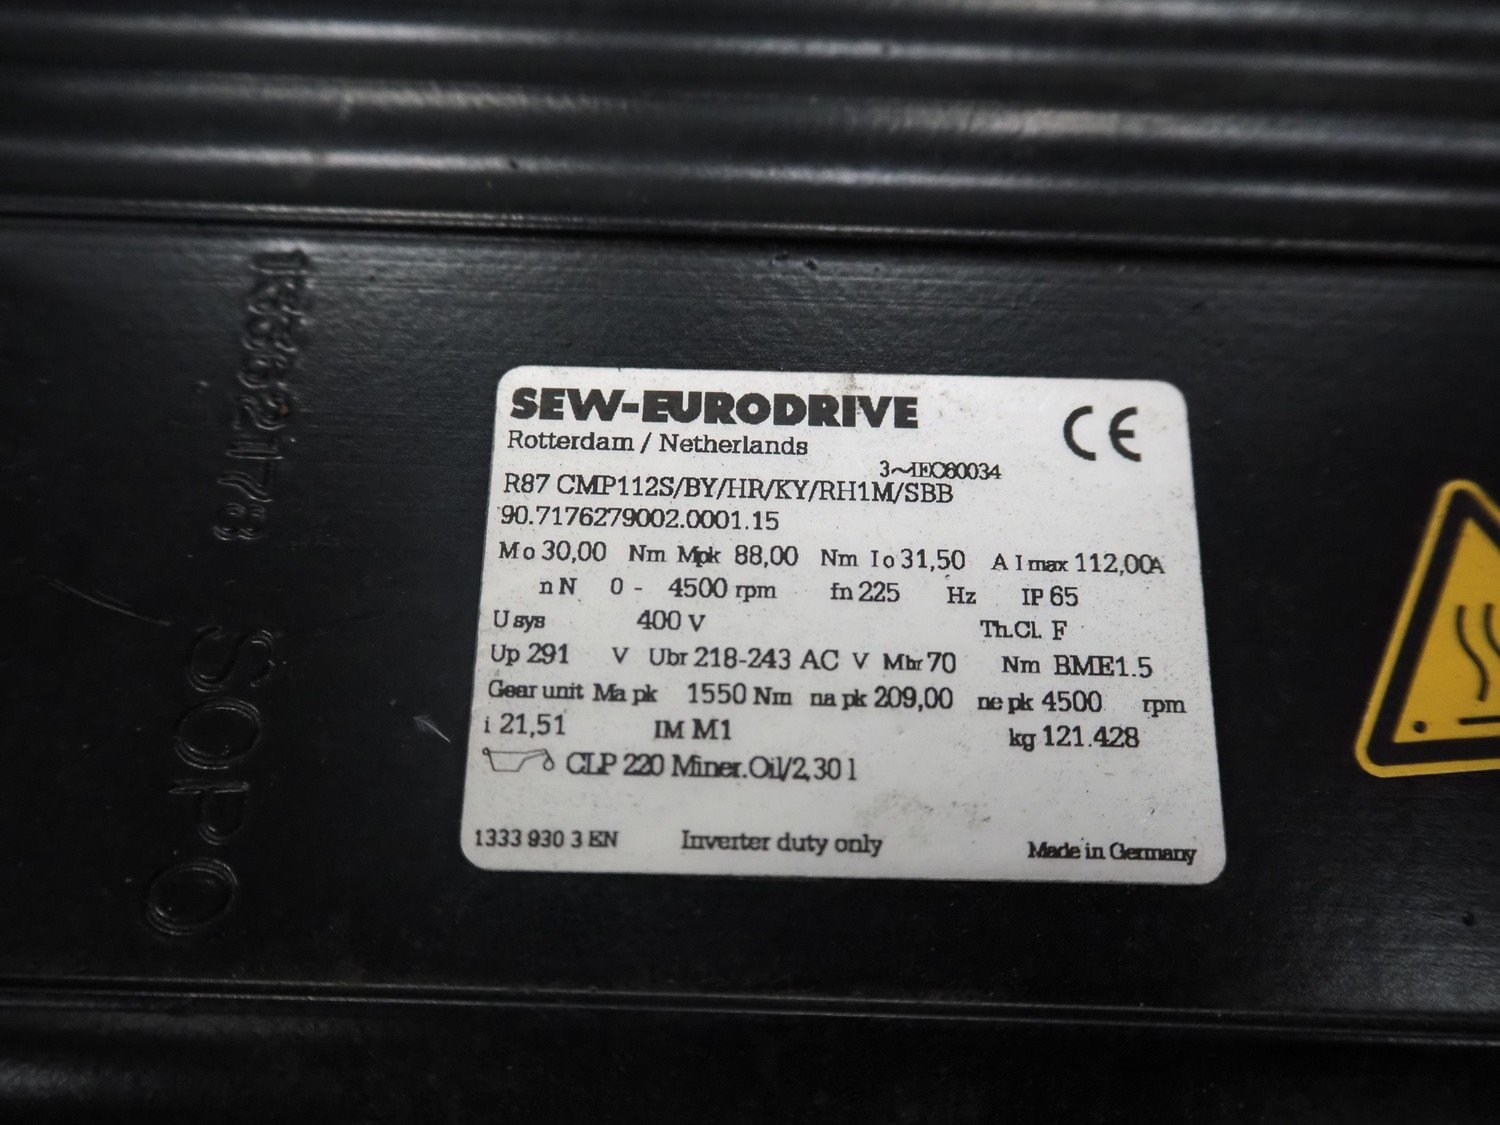 SEW-EURODRIVE
CE
Rotterdam / Netherlands
3~IEC60034
R87 CMP112S/BY/HR/KY/RH1M/SBB
90.7176279002.0001.15
Mo 30,00 Nm Mpk 88,00 Nm Io 31,50 A Imax 112,00A
nN 0 - 4500 rpm fn 225 Hz IP 65
Usys 400 V Th.Cl. F
Up 291 V Ubr 218-243 AC V Mbr 70 Nm BME1.5
Gear unit Ma pk 1550 Nm na pk 209,00 ne pk 4500 rpm
i 21,51 IM M1 kg 121.428
CLP 220 Miner.Oil/2,30 l
1333 930 3 EN Inverter duty only Made in Germany
SOPO